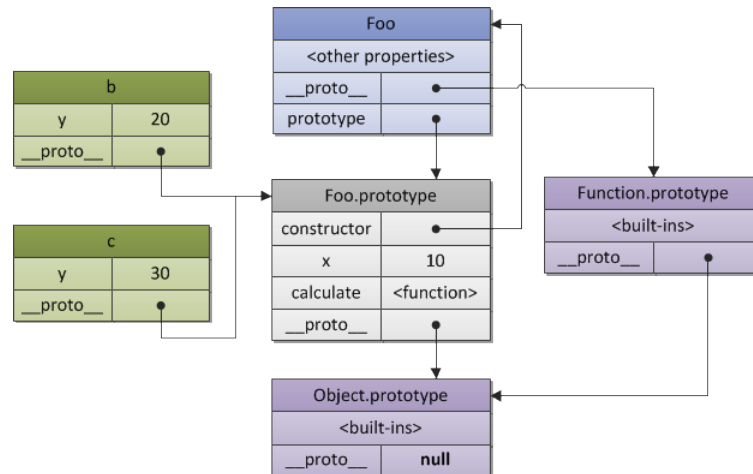 Foo
<other properties>
__proto__
prototype
b
y 20
__proto__
Foo.prototype
constructor
x 10
calculate <function>
__proto__
Function.prototype
<built-ins>
__proto__
c
y 30
__proto__
Object.prototype
<built-ins>
__proto__ null